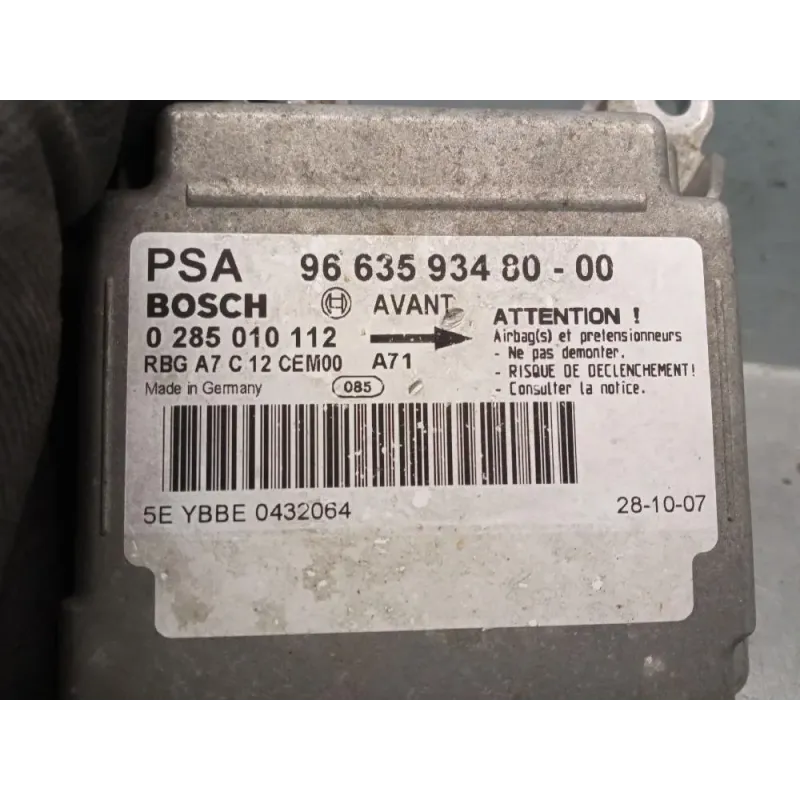 PSA 96 635 934 80 - 00
BOSCH AVANT
0 285 010 112
RBG A7 C 12 CEM00 A71
Made in Germany 085
ATTENTION !
Airbag(s) et pretensionneurs
- Ne pas demonter.
- RISQUE DE DECLENCHEMENT!
- Consulter la notice.
5E YBBE 0432064 28-10-07